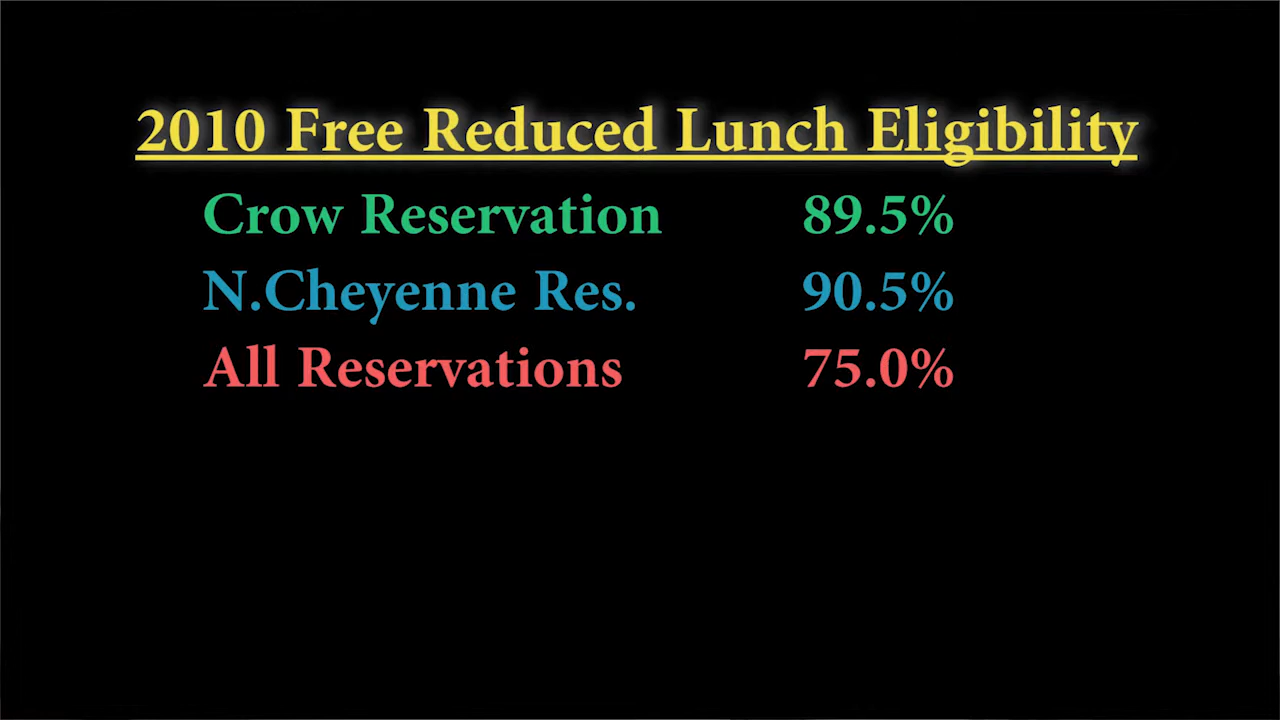 2010 Free Reduced Lunch Eligibility
Crow Reservation 89.5%
N.Cheyenne Res. 90.5%
All Reservations 75.0%